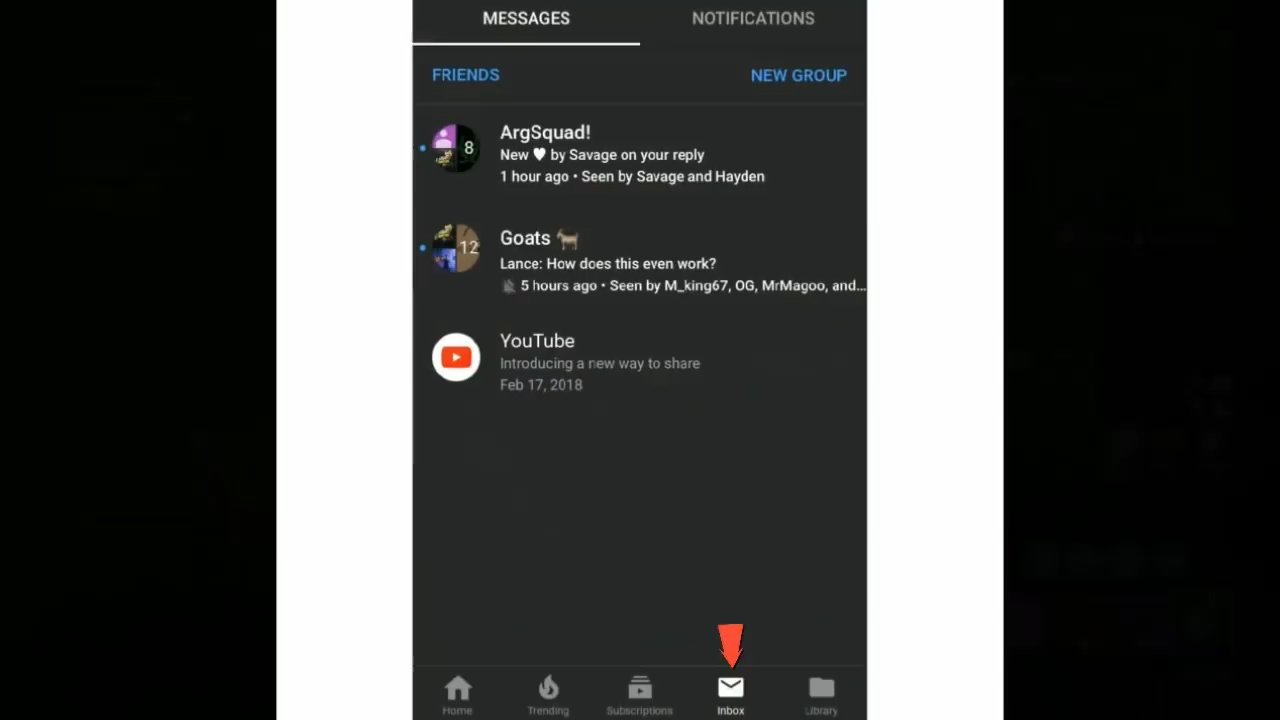 MESSAGES NOTIFICATIONS
FRIENDS NEW GROUP
8
ArgSquad!
New ♥ by Savage on your reply
1 hour ago • Seen by Savage and Hayden
12
Goats 🐐
Lance: How does this even work?
5 hours ago • Seen by M_king67, OG, MrMagoo, and...
YouTube
Introducing a new way to share
Feb 17, 2018
Home Trending Subscriptions Inbox Library